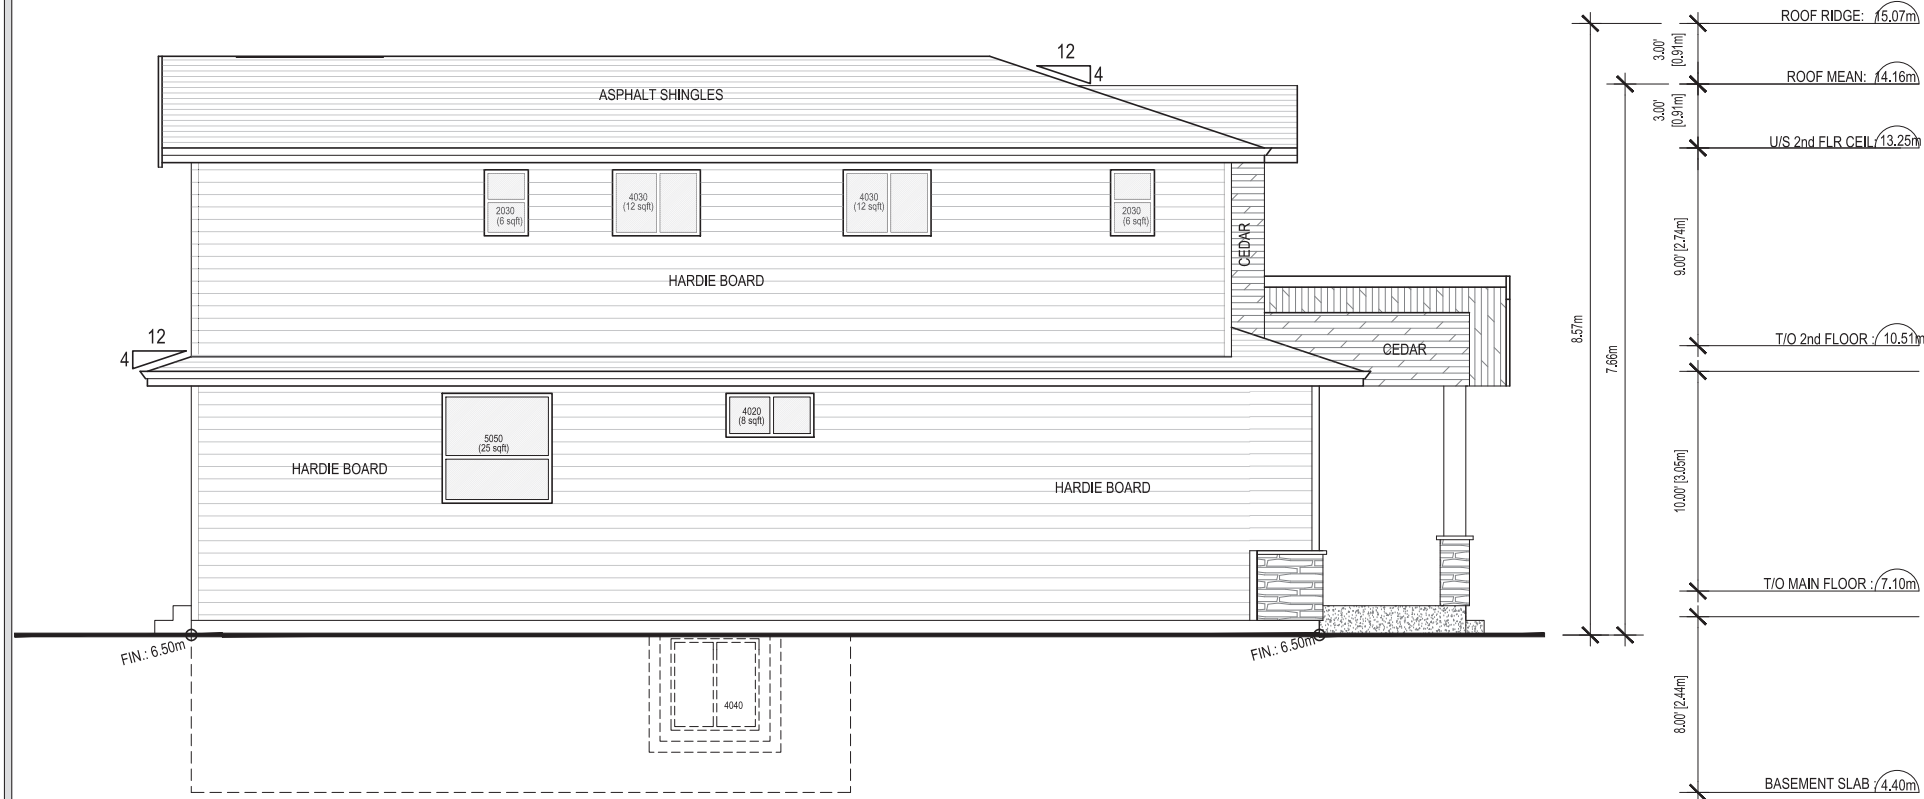 ROOF RIDGE: 15.07m
3.00'
[0.91m]
ROOF MEAN: 14.16m
3.00'
[0.91m]
U/S 2nd FLR CEIL: 13.25m
9.00' [2.74m]
T/O 2nd FLOOR : 10.51m
8.57m
7.66m
10.00' [3.05m]
T/O MAIN FLOOR : 7.10m
8.00' [2.44m]
BASEMENT SLAB : 4.40m
12
4
ASPHALT SHINGLES
2030
(6 sqft)
4030
(12 sqft)
4030
(12 sqft)
2030
(6 sqft)
CEDAR
HARDIE BOARD
12
4
CEDAR
5050
(25 sqft)
4020
(8 sqft)
HARDIE BOARD
HARDIE BOARD
FIN.: 6.50m
FIN.: 6.50m
4040